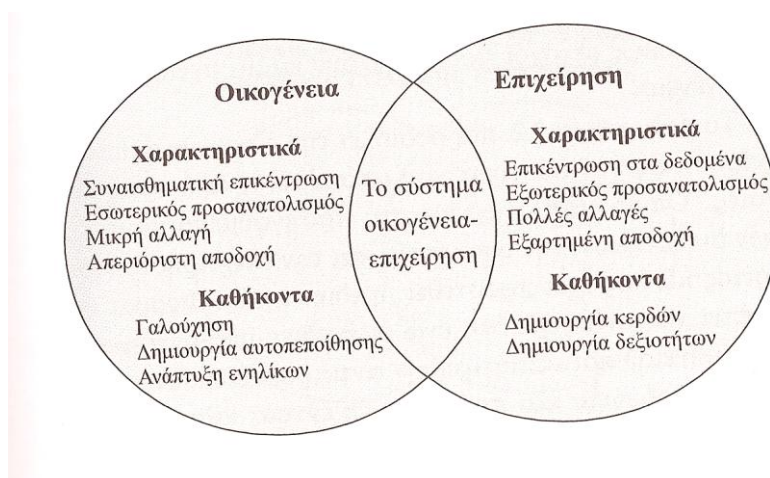 Οικογένεια
Χαρακτηριστικά
Συναισθηματική επικέντρωση
Εσωτερικός προσανατολισμός
Μικρή αλλαγή
Απεριόριστη αποδοχή
Καθήκοντα
Γαλούχηση
Δημιουργία αυτοπεποίθησης
Ανάπτυξη ενηλίκων
Το σύστημα
οικογένεια-
επιχείρηση
Επιχείρηση
Χαρακτηριστικά
Επικέντρωση στα δεδομένα
Εξωτερικός προσανατολισμός
Πολλές αλλαγές
Εξαρτημένη αποδοχή
Καθήκοντα
Δημιουργία κερδών
Δημιουργία δεξιοτήτων